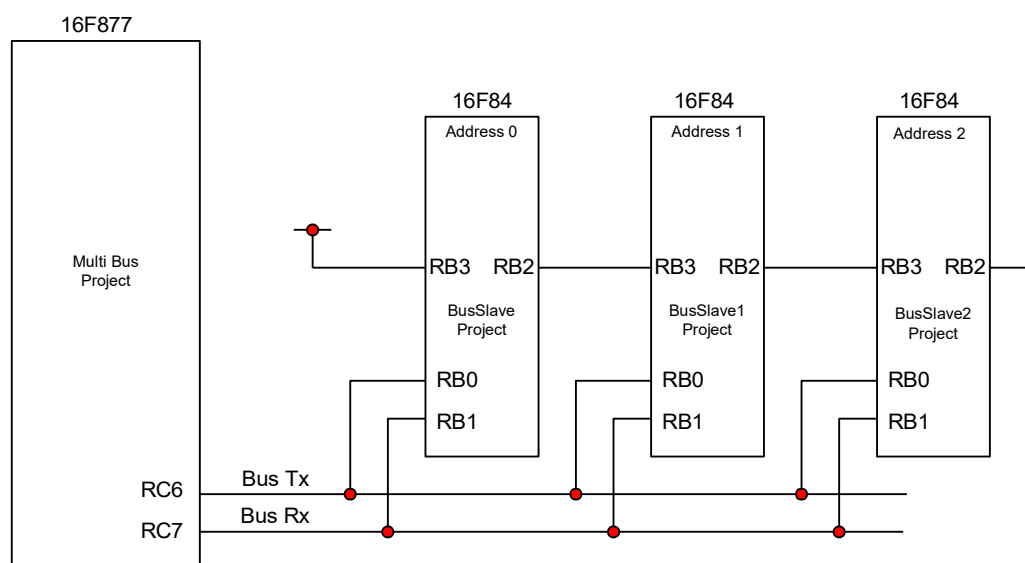 16F877
16F84
16F84
16F84
Address 0
Address 1
Address 2
Multi Bus
Project
RB3
RB2
RB3
RB2
RB3
RB2
BusSlave
Project
BusSlave1
Project
BusSlave2
Project
RB0
RB0
RB0
RB1
RB1
RB1
RC6
Bus Tx
RC7
Bus Rx